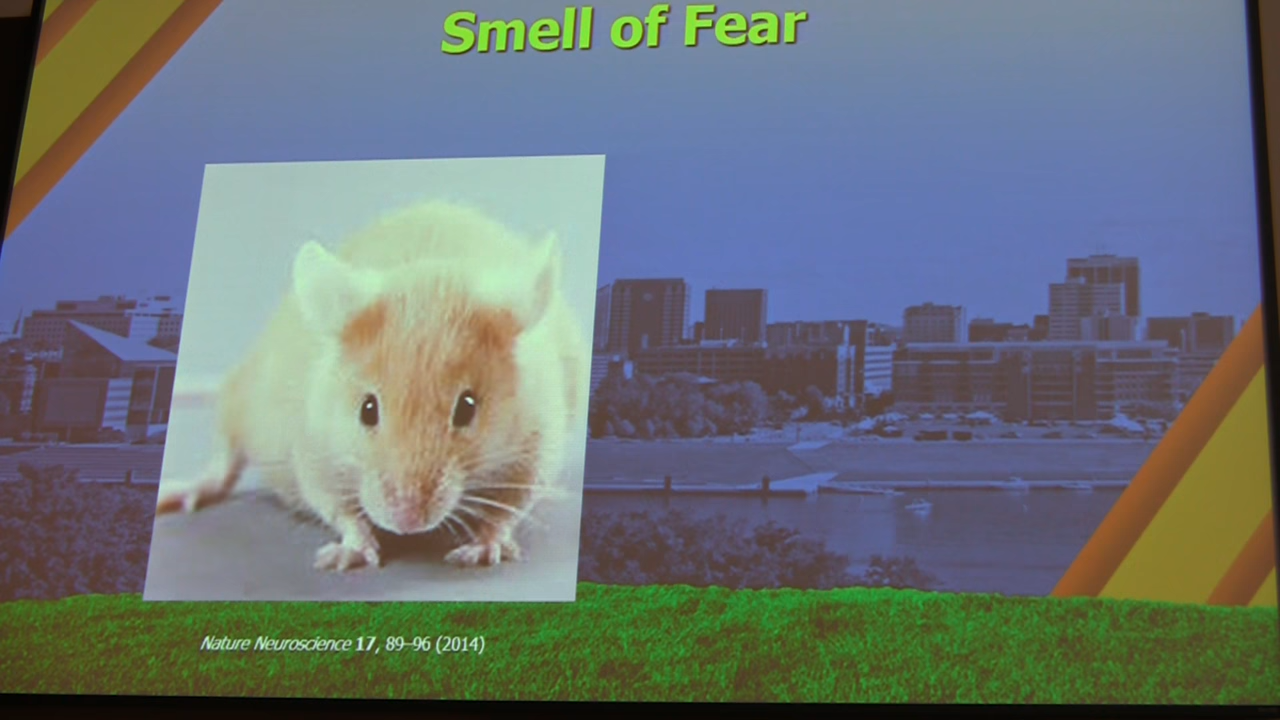 Smell of Fear
Nature Neuroscience 17, 89–96 (2014)